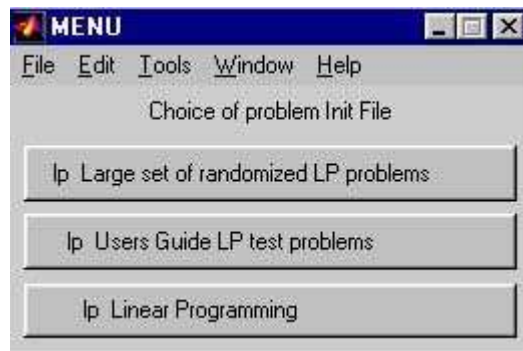 MENU
File Edit Tools Window Help
Choice of problem Init File
lp Large set of randomized LP problems
lp Users Guide LP test problems
lp Linear Programming